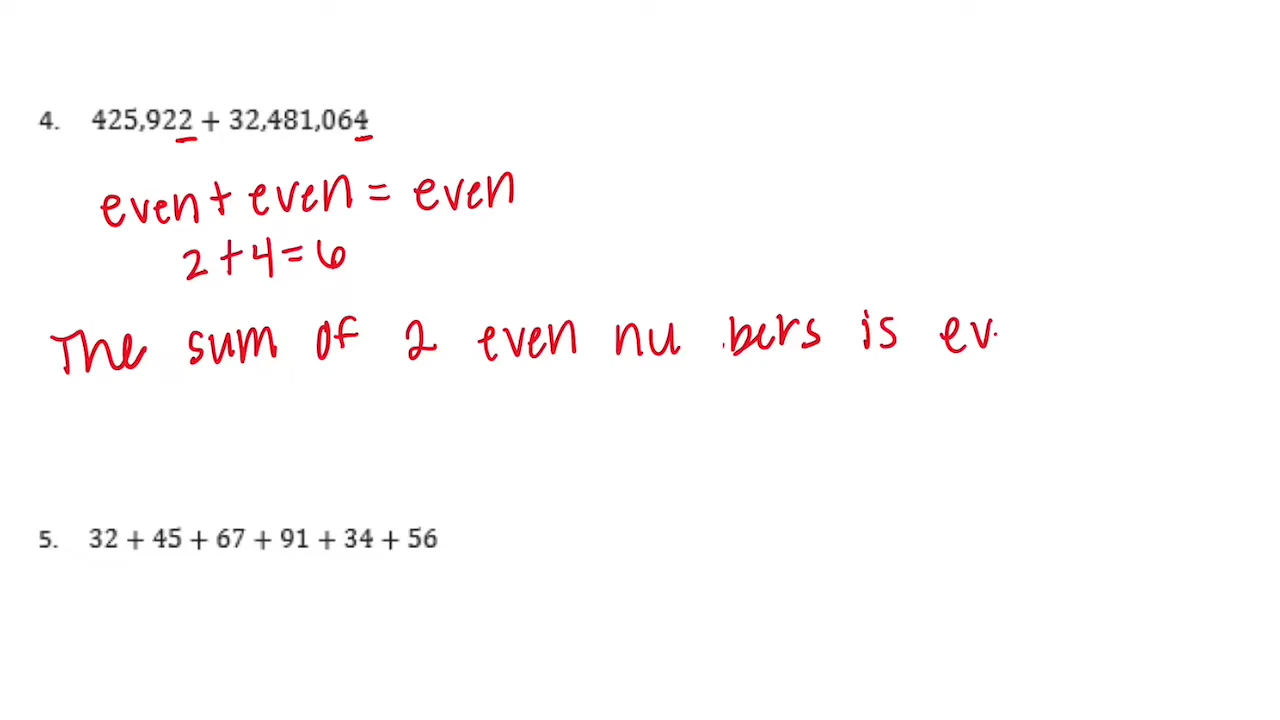 4. 425,922 + 32,481,064
even + even = even
2 + 4 = 6
The sum of 2 even nu bers is ev
5. 32 + 45 + 67 + 91 + 34 + 56